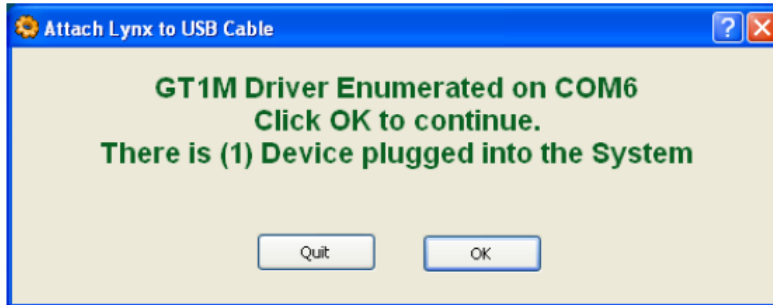 Attach Lynx to USB Cable
GT1M Driver Enumerated on COM6
Click OK to continue.
There is (1) Device plugged into the System
Quit OK